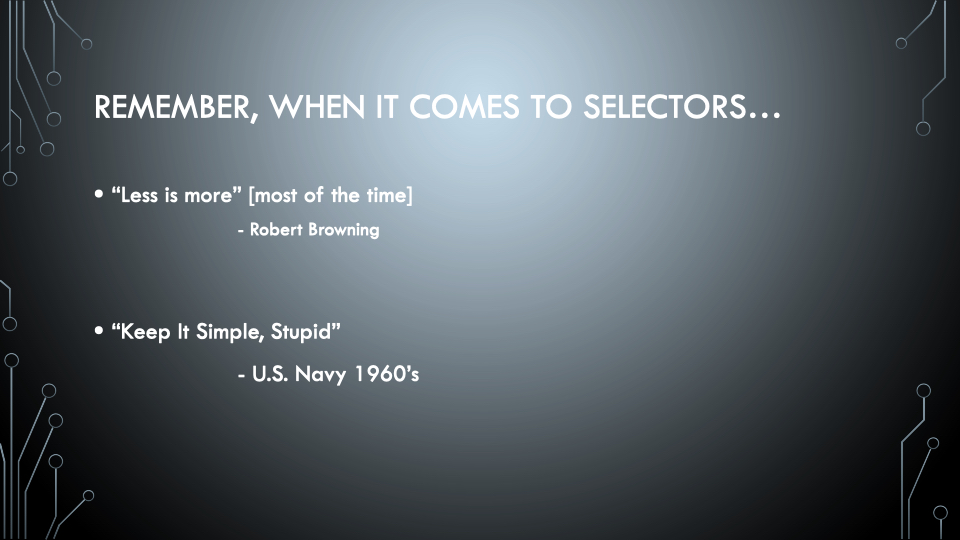 REMEMBER, WHEN IT COMES TO SELECTORS…
• “Less is more” [most of the time]
- Robert Browning
• “Keep It Simple, Stupid”
- U.S. Navy 1960’s